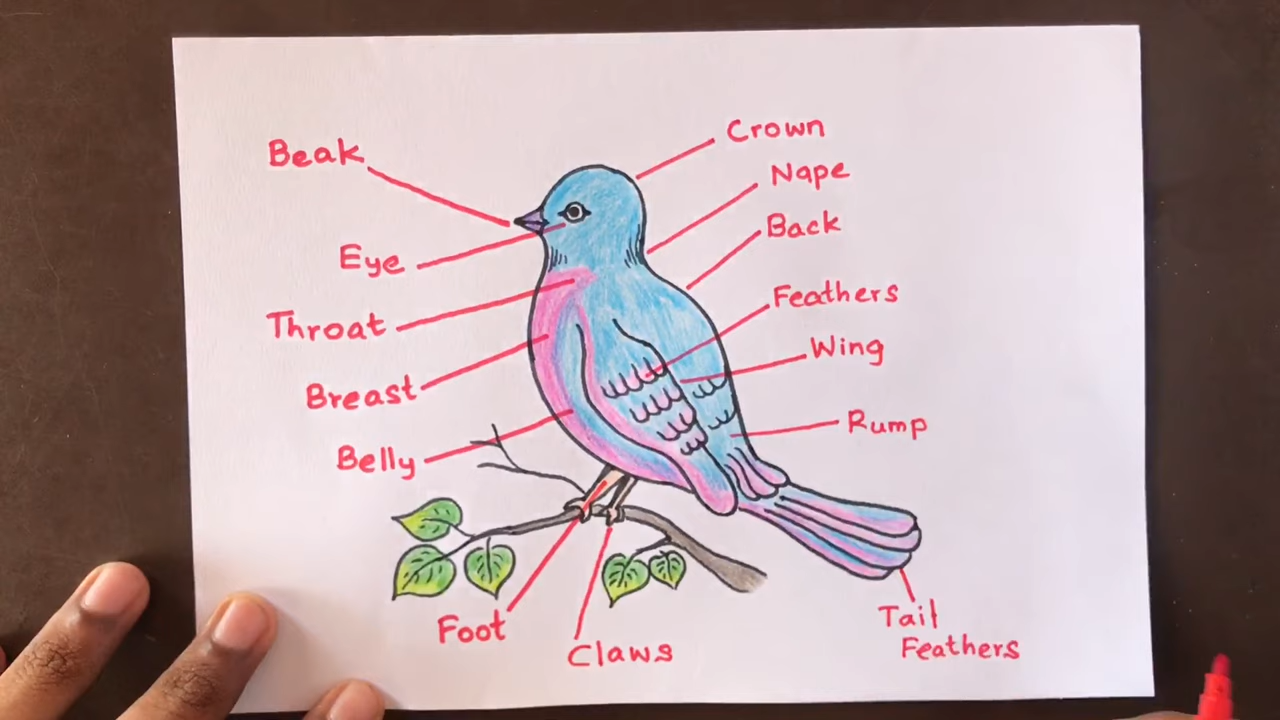 Beak
Eye
Throat
Breast
Belly
Foot
Claws
Crown
Nape
Back
Feathers
Wing
Rump
Tail
Feathers